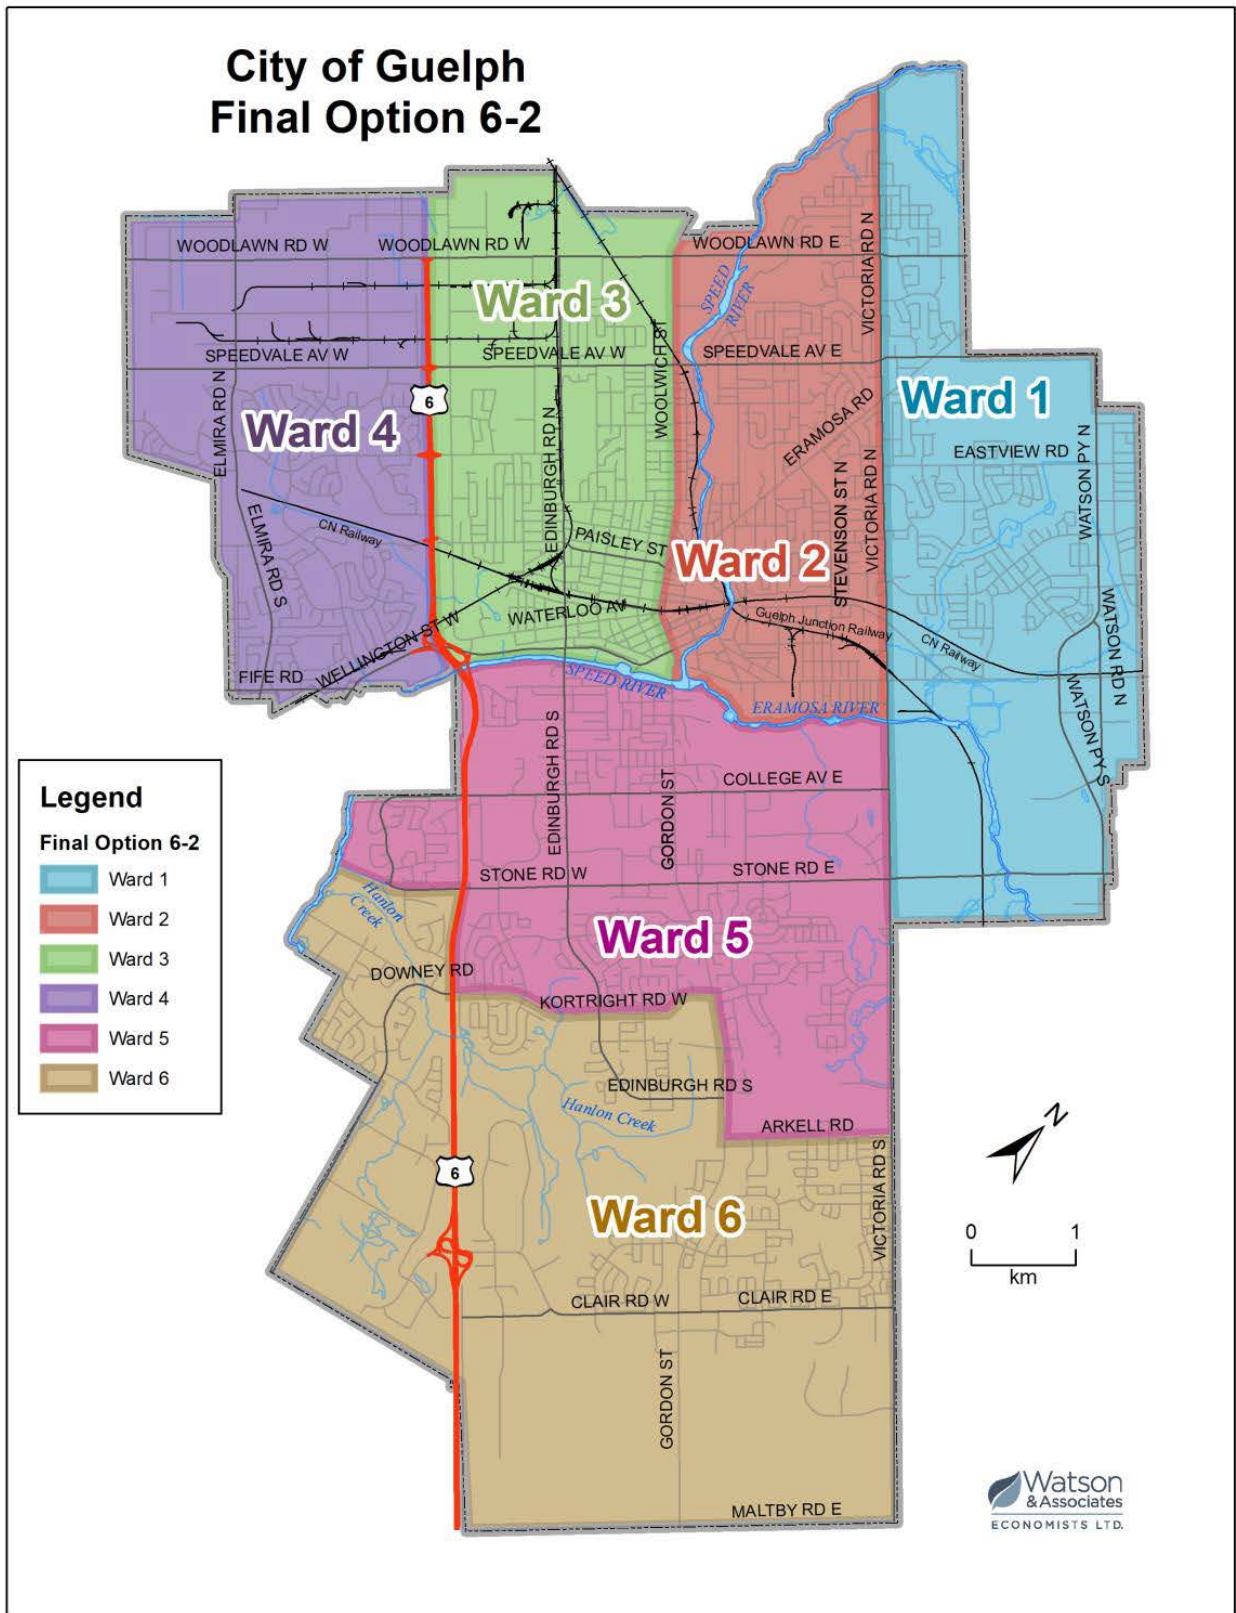 City of Guelph
Final Option 6-2
WOODLAWN RD W
WOODLAWN RD W
WOODLAWN RD E
VICTORIA RD N
SPEED
RIVER
Ward 3
SPEEDVALE AV W
SPEEDVALE AV W
SPEEDVALE AV E
WOOLWICH ST
ELMIRA RD N
6
Ward 4
Ward 1
EDINBURGH RD N
ERAMOSA RD
EASTVIEW RD
WATSON PY N
STEVENSON ST N
VICTORIA RD N
CN Railway
ELMIRA RD S
PAISLEY ST
Ward 2
WATERLOO AV
Guelph Junction Railway
CN Railway
WATSON RD N
WELLINGTON ST W
FIFE RD
SPEED RIVER
ERAMOSA RIVER
WATSON PY S
EDINBURGH RD S
GORDON ST
COLLEGE AV E
STONE RD W
STONE RD E
Hanlon
Creek
Ward 5
DOWNEY RD
KORTRIGHT RD W
EDINBURGH RD S
Hanlon Creek
ARKELL RD
6
Ward 6
VICTORIA RD S
CLAIR RD W
CLAIR RD E
GORDON ST
MALTBY RD E
Legend
Final Option 6-2
Ward 1
Ward 2
Ward 3
Ward 4
Ward 5
Ward 6
N
0 1
km
Watson
& Associates
ECONOMISTS LTD.